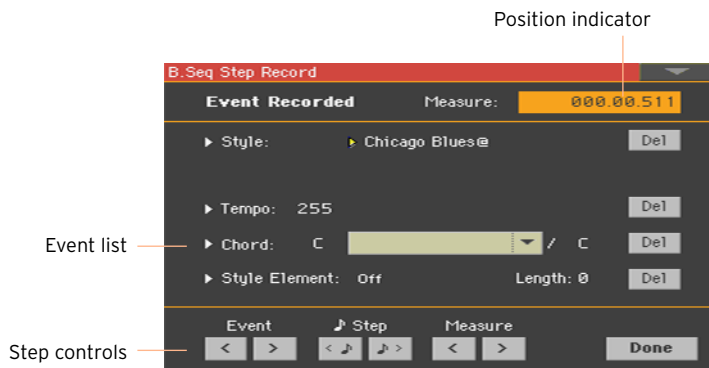 Position indicator
B.Seq Step Record
Event Recorded Measure: 000.00.511
Style: Chicago Blues@ Del
Tempo: 255 Del
Event list Chord: C / C Del
Style Element: Off Length: 0 Del
Event ♪ Step Measure
Step controls < > < ♪ ♪ > < > Done